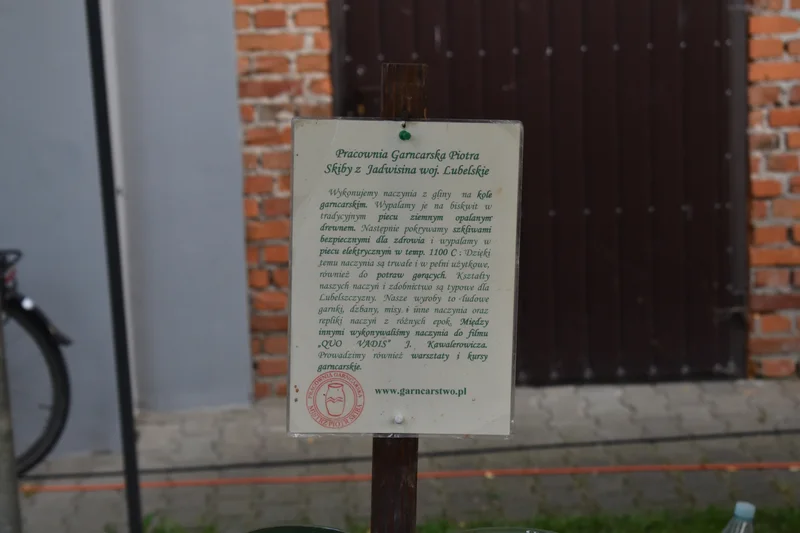 Pracownia Garncarska Piotra
Skiby z Jadwisina woj. Lubelskie
Wykonujemy naczynia z gliny na kole
garncarskim. Wypalamy je na biskwit w
tradycyjnym piecu ziemnym opalanym
drewnem. Następnie pokrywamy szkliwami
bezpiecznymi dla zdrowia i wypalamy w
piecu elektrycznym w temp. 1100 C : Dzięki
temu naczynia są trwałe i w pełni użytkowe,
również do potraw gorących. Kształty
naszych naczyń i zdobnictwo są typowe dla
Lubelszczyzny. Nasze wyroby to -ludowe
garnki, dzbany, misy i inne naczynia oraz
repliki naczyń z różnych epok. Między
innymi wykonywaliśmy naczynia do filmu
„QUO VADIS" J. Kawalerowicza.
Prowadzimy również warsztaty i kursy
garncarskie.
www.garncarstwo.pl
PRACOWNIA GARNCARSKA